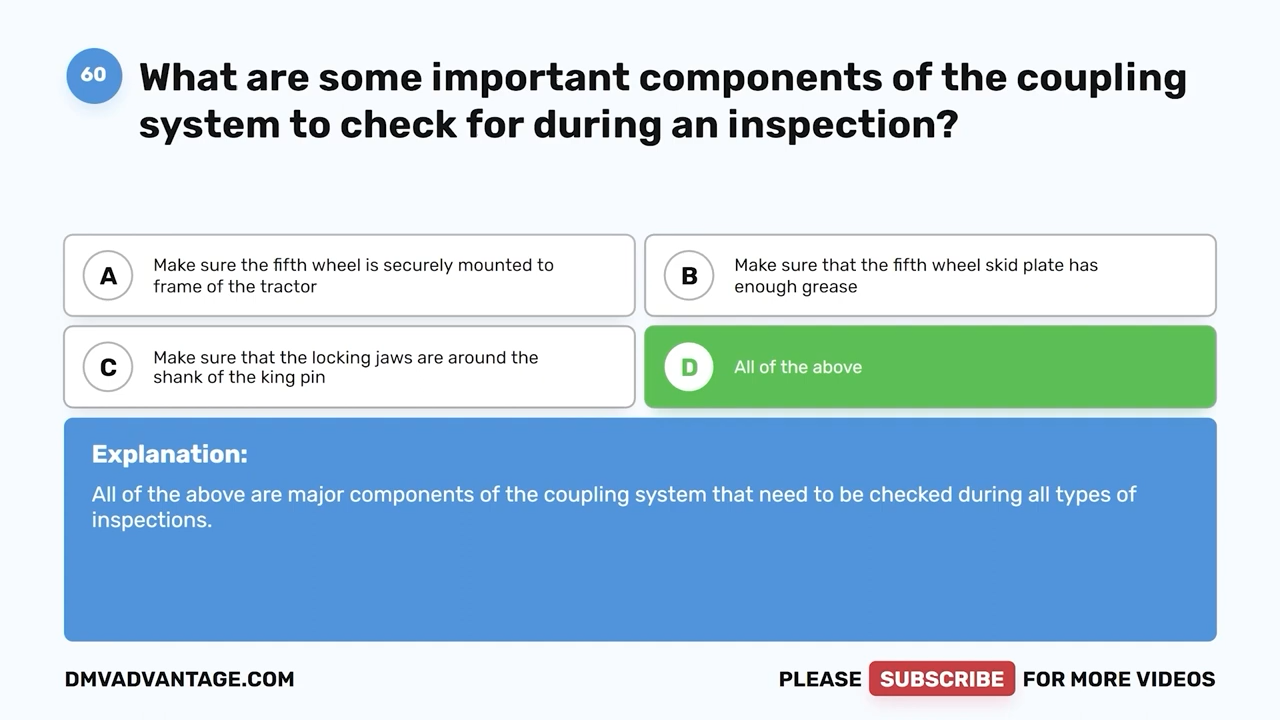 60
What are some important components of the coupling
system to check for during an inspection?
A
Make sure the fifth wheel is securely mounted to
frame of the tractor
B
Make sure that the fifth wheel skid plate has
enough grease
C
Make sure that the locking jaws are around the
shank of the king pin
D
All of the above
Explanation:
All of the above are major components of the coupling system that need to be checked during all types of
inspections.
DMVADVANTAGE.COM
PLEASE SUBSCRIBE FOR MORE VIDEOS